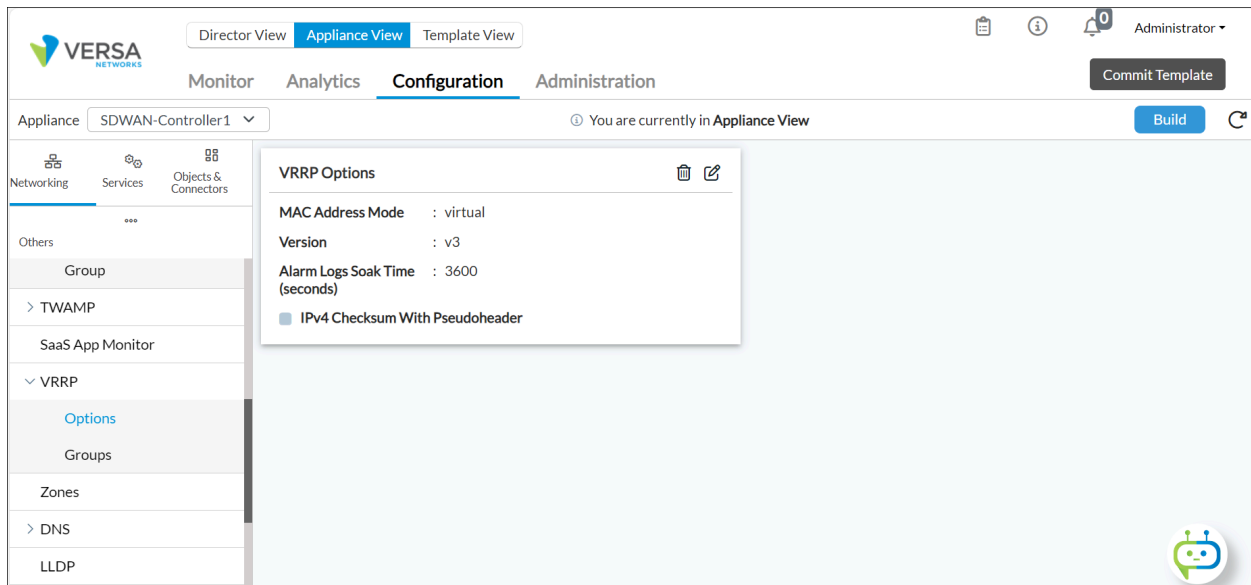 VERSA
NETWORKS
Director View Appliance View Template View
0
Administrator
Monitor Analytics Configuration Administration
Commit Template
Appliance SDWAN-Controller1
You are currently in Appliance View
Build
Networking
Services
Objects &
Connectors
Others
Group
TWAMP
SaaS App Monitor
VRRP
Options
Groups
Zones
DNS
LLDP
VRRP Options
MAC Address Mode : virtual
Version : v3
Alarm Logs Soak Time : 3600
(seconds)
IPv4 Checksum With Pseudoheader